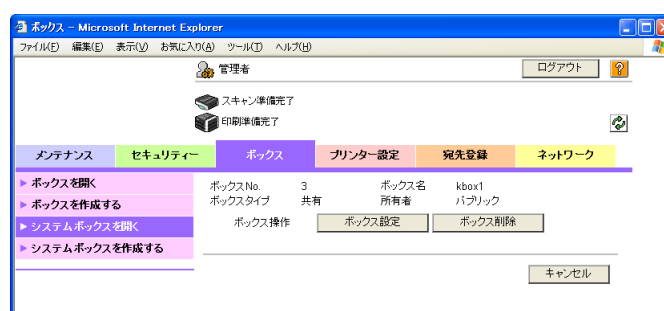 ボックス - Microsoft Internet Explorer
ファイル(F) 編集(E) 表示(V) お気に入り(A) ツール(T) ヘルプ(H)
管理者 ログアウト ?
スキャン準備完了
印刷準備完了
メンテナンス セキュリティー ボックス プリンター設定 宛先登録 ネットワーク
ボックスを開く
ボックスを作成する
システムボックスを開く
システムボックスを作成する
ボックスNo. 3 ボックス名 kbox1
ボックスタイプ 共有 所有者 パブリック
ボックス操作 ボックス設定 ボックス削除
キャンセル